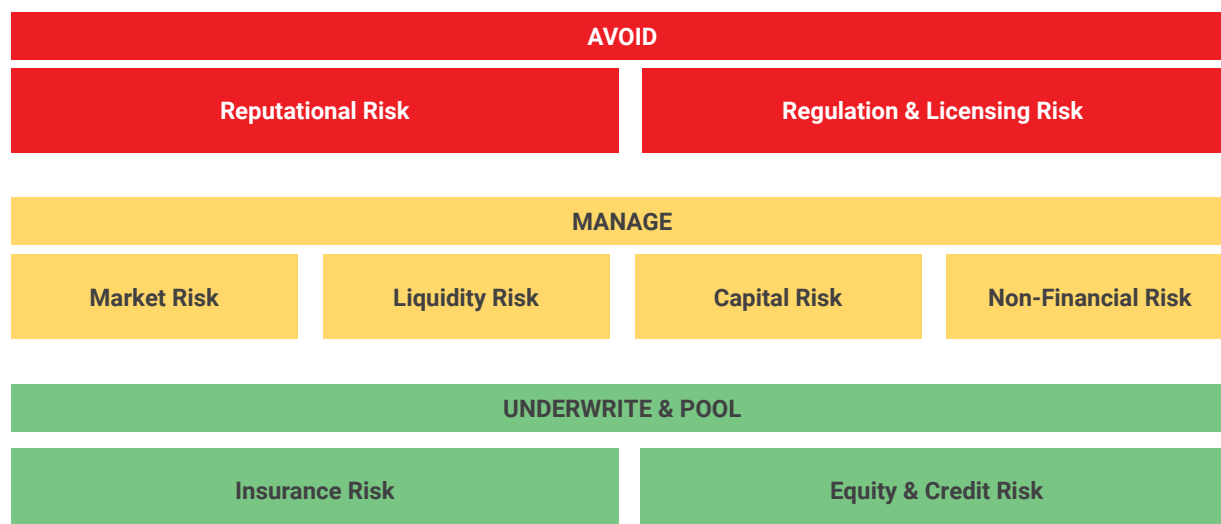 AVOID
Reputational Risk
Regulation & Licensing Risk
MANAGE
Market Risk
Liquidity Risk
Capital Risk
Non-Financial Risk
UNDERWRITE & POOL
Insurance Risk
Equity & Credit Risk